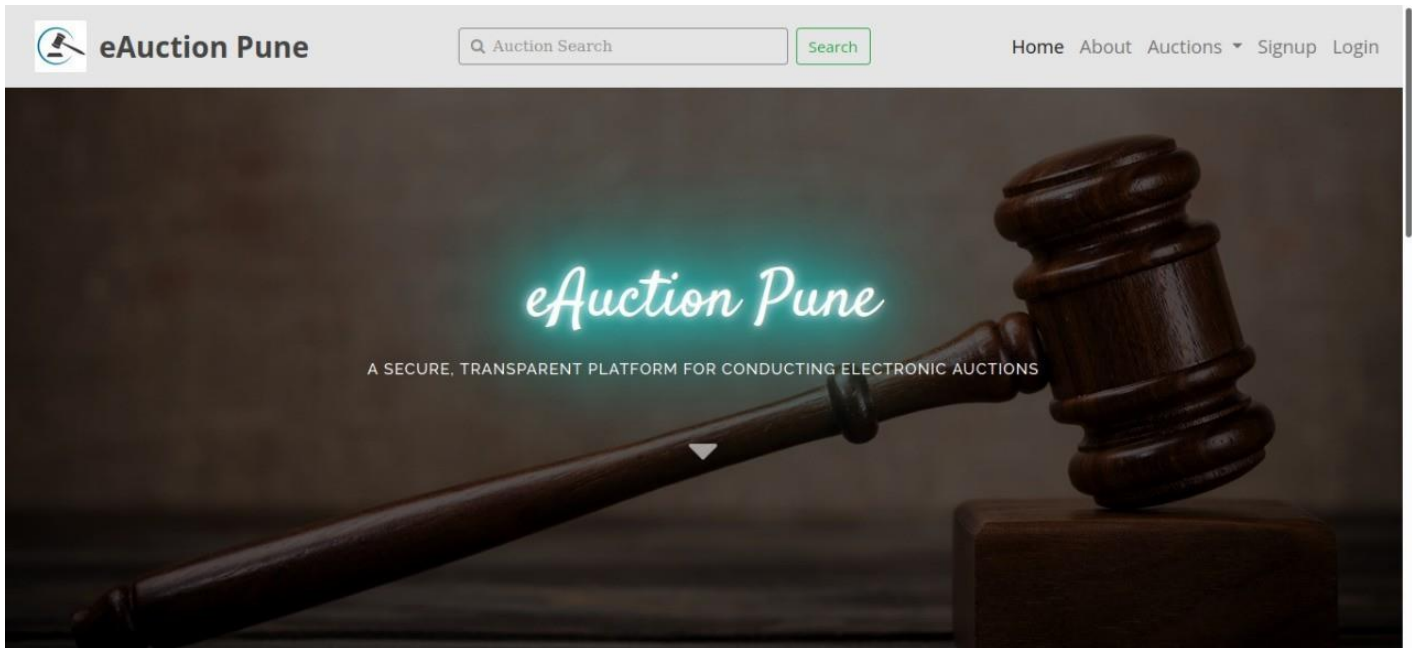 eAuction Pune
Auction Search
Search
Home About Auctions Signup Login
eAuction Pune
A SECURE, TRANSPARENT PLATFORM FOR CONDUCTING ELECTRONIC AUCTIONS